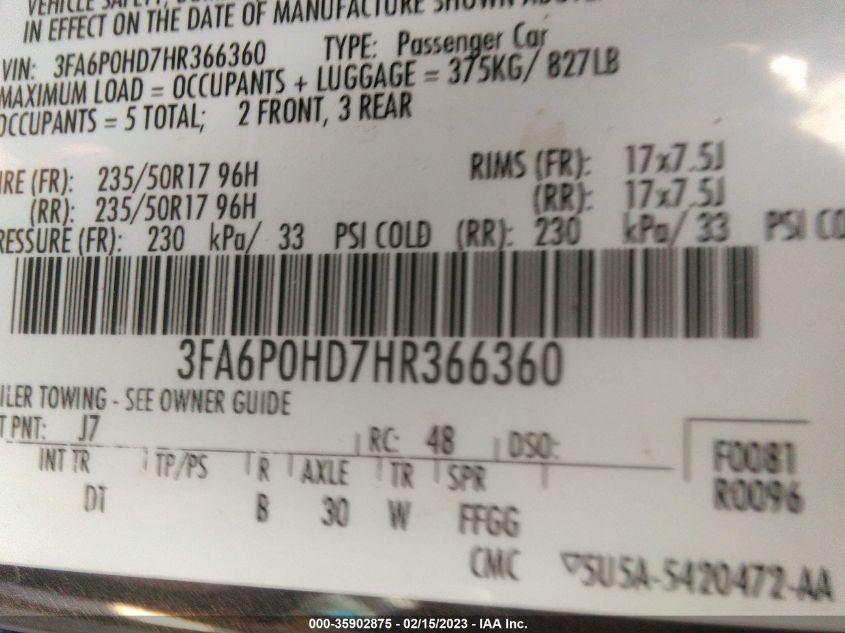 VEHICLE SAFETY,
IN EFFECT ON THE DATE OF MANUFACTURE SHOWN ABOVE
VIN: 3FA6P0HD7HR366360 TYPE: Passenger Car
MAXIMUM LOAD = OCCUPANTS + LUGGAGE = 375KG/ 827LB
OCCUPANTS = 5 TOTAL; 2 FRONT, 3 REAR
IRE (FR): 235/50R17 96H RIMS (FR): 17x7.5J
(RR): 235/50R17 96H (RR): 17x7.5J
RESSURE (FR): 230 kPa/ 33 PSI COLD (RR): 230 kPa/ 33 PSI CO
3FA6P0HD7HR366360
ILER TOWING - SEE OWNER GUIDE
T PNT: J7 RC: 48 DSO:
INT TR TP/PS R AXLE TR SPR F0081
DT B 30 W FFGG R0096
CMC ▽5U5A-5420472-AA
000-35902875 - 02/15/2023 - IAA Inc.